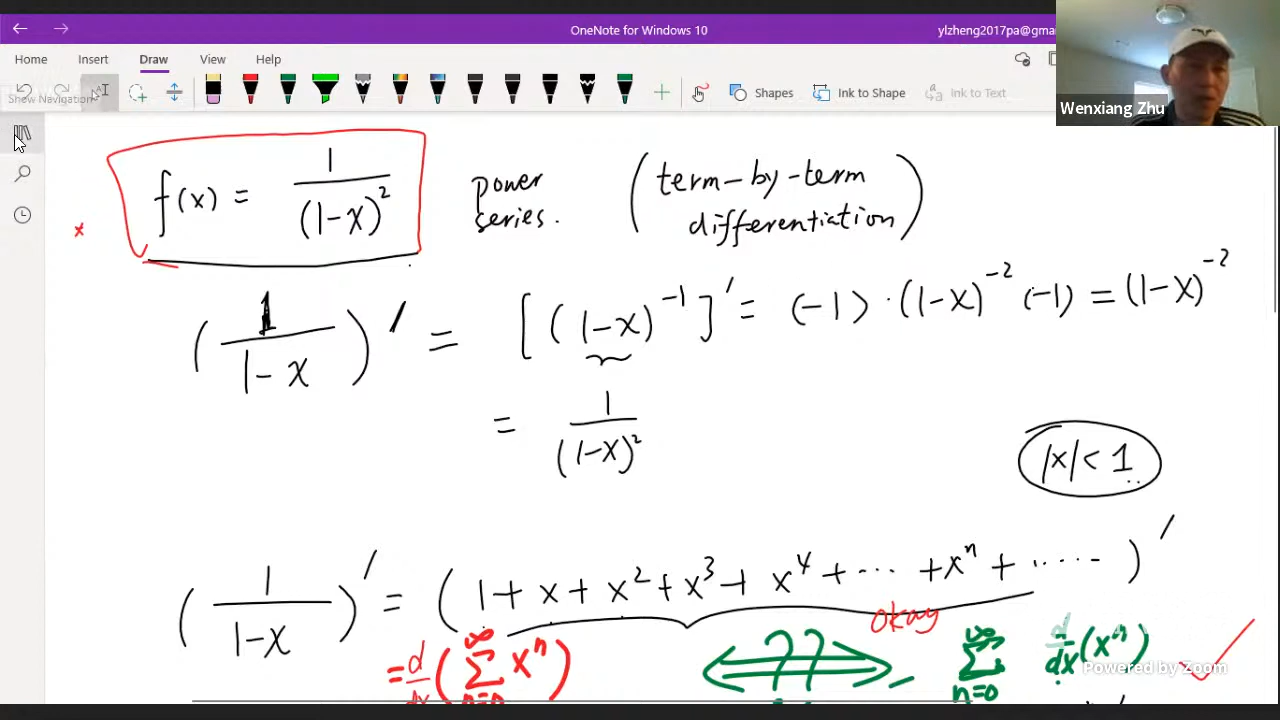 OneNote for Windows 10
ylzheng2017pa@gma
Home Insert Draw View Help
Shapes Ink to Shape Ink to Text
Show Navigation
Wenxiang Zhu
f(x) = 1/(1-x)² power series. (term-by-term differentiation)
x
(1/(1-x))′ = [(1-x)⁻¹]′ = (-1)·(1-x)⁻²(-1) = (1-x)⁻²
= 1/(1-x)²
|x| < 1
(1/(1-x))′ = (1 + x + x² + x³ + x⁴ + ... + xⁿ + .....)′
okay
= d/dx (∑ n=0 ∞ xⁿ) ?? ∑ n=0 ∞ d/dx (xⁿ)
Powered by Zoom